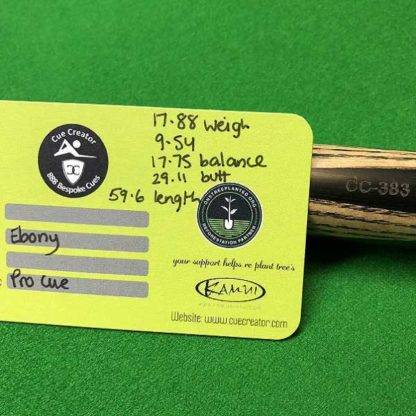 17.88 weigh
9.54
17.75 balance
29.11 butt
59.6 length
Cue Creator
CC
BBB Bespoke Cues
ONETREEPLANTED.ORG
REFORESTATION PARTNER
CC-383
Ebony
Pro Cue
your support helps re plant tree's
KAMUI
Website: www.cuecreator.com